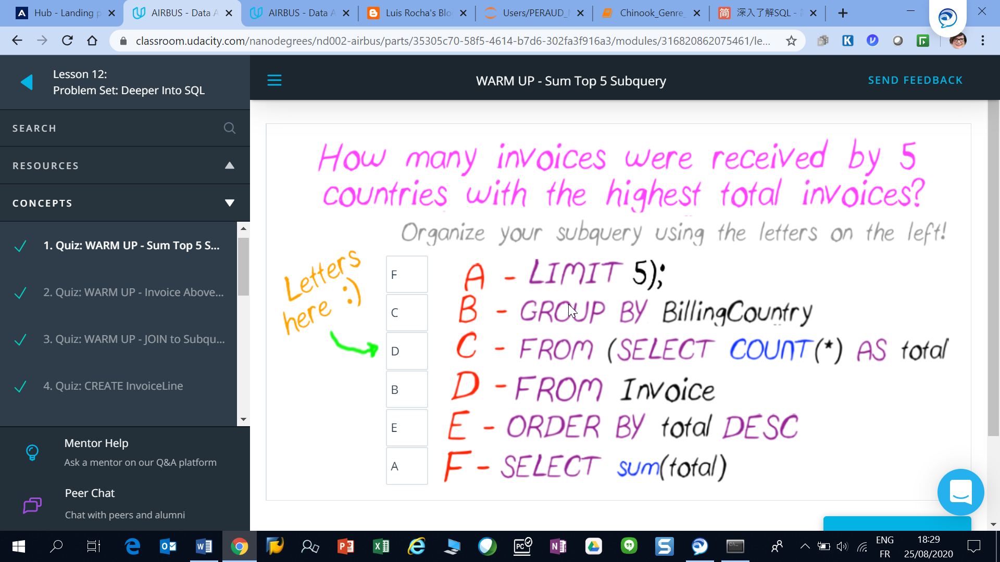 Hub - Landing p
AIRBUS - Data A
AIRBUS - Data A
Luis Rocha's Blo
Users/PERAUD_
Chinook_Genre_
深入了解SQL -
classroom.udacity.com/nanodegrees/nd002-airbus/parts/35305c70-58f5-4614-b7d6-302fa3f916a3/modules/316820862075461/le...
Lesson 12:
Problem Set: Deeper Into SQL
SEARCH
RESOURCES
CONCEPTS
1. Quiz: WARM UP - Sum Top 5 S...
2. Quiz: WARM UP - Invoice Above...
3. Quiz: WARM UP - JOIN to Subqu...
4. Quiz: CREATE InvoiceLine
Mentor Help
Ask a mentor on our Q&A platform
Peer Chat
Chat with peers and alumni
WARM UP - Sum Top 5 Subquery
SEND FEEDBACK
How many invoices were received by 5
countries with the highest total invoices?
Organize your subquery using the letters on the left!
Letters
here :)
F
C
D
B
E
A
A - LIMIT 5);
B - GROUP BY BillingCountry
C - FROM (SELECT COUNT(*) AS total
D - FROM Invoice
E - ORDER BY total DESC
F - SELECT sum(total)
ENG
FR
18:29
25/08/2020